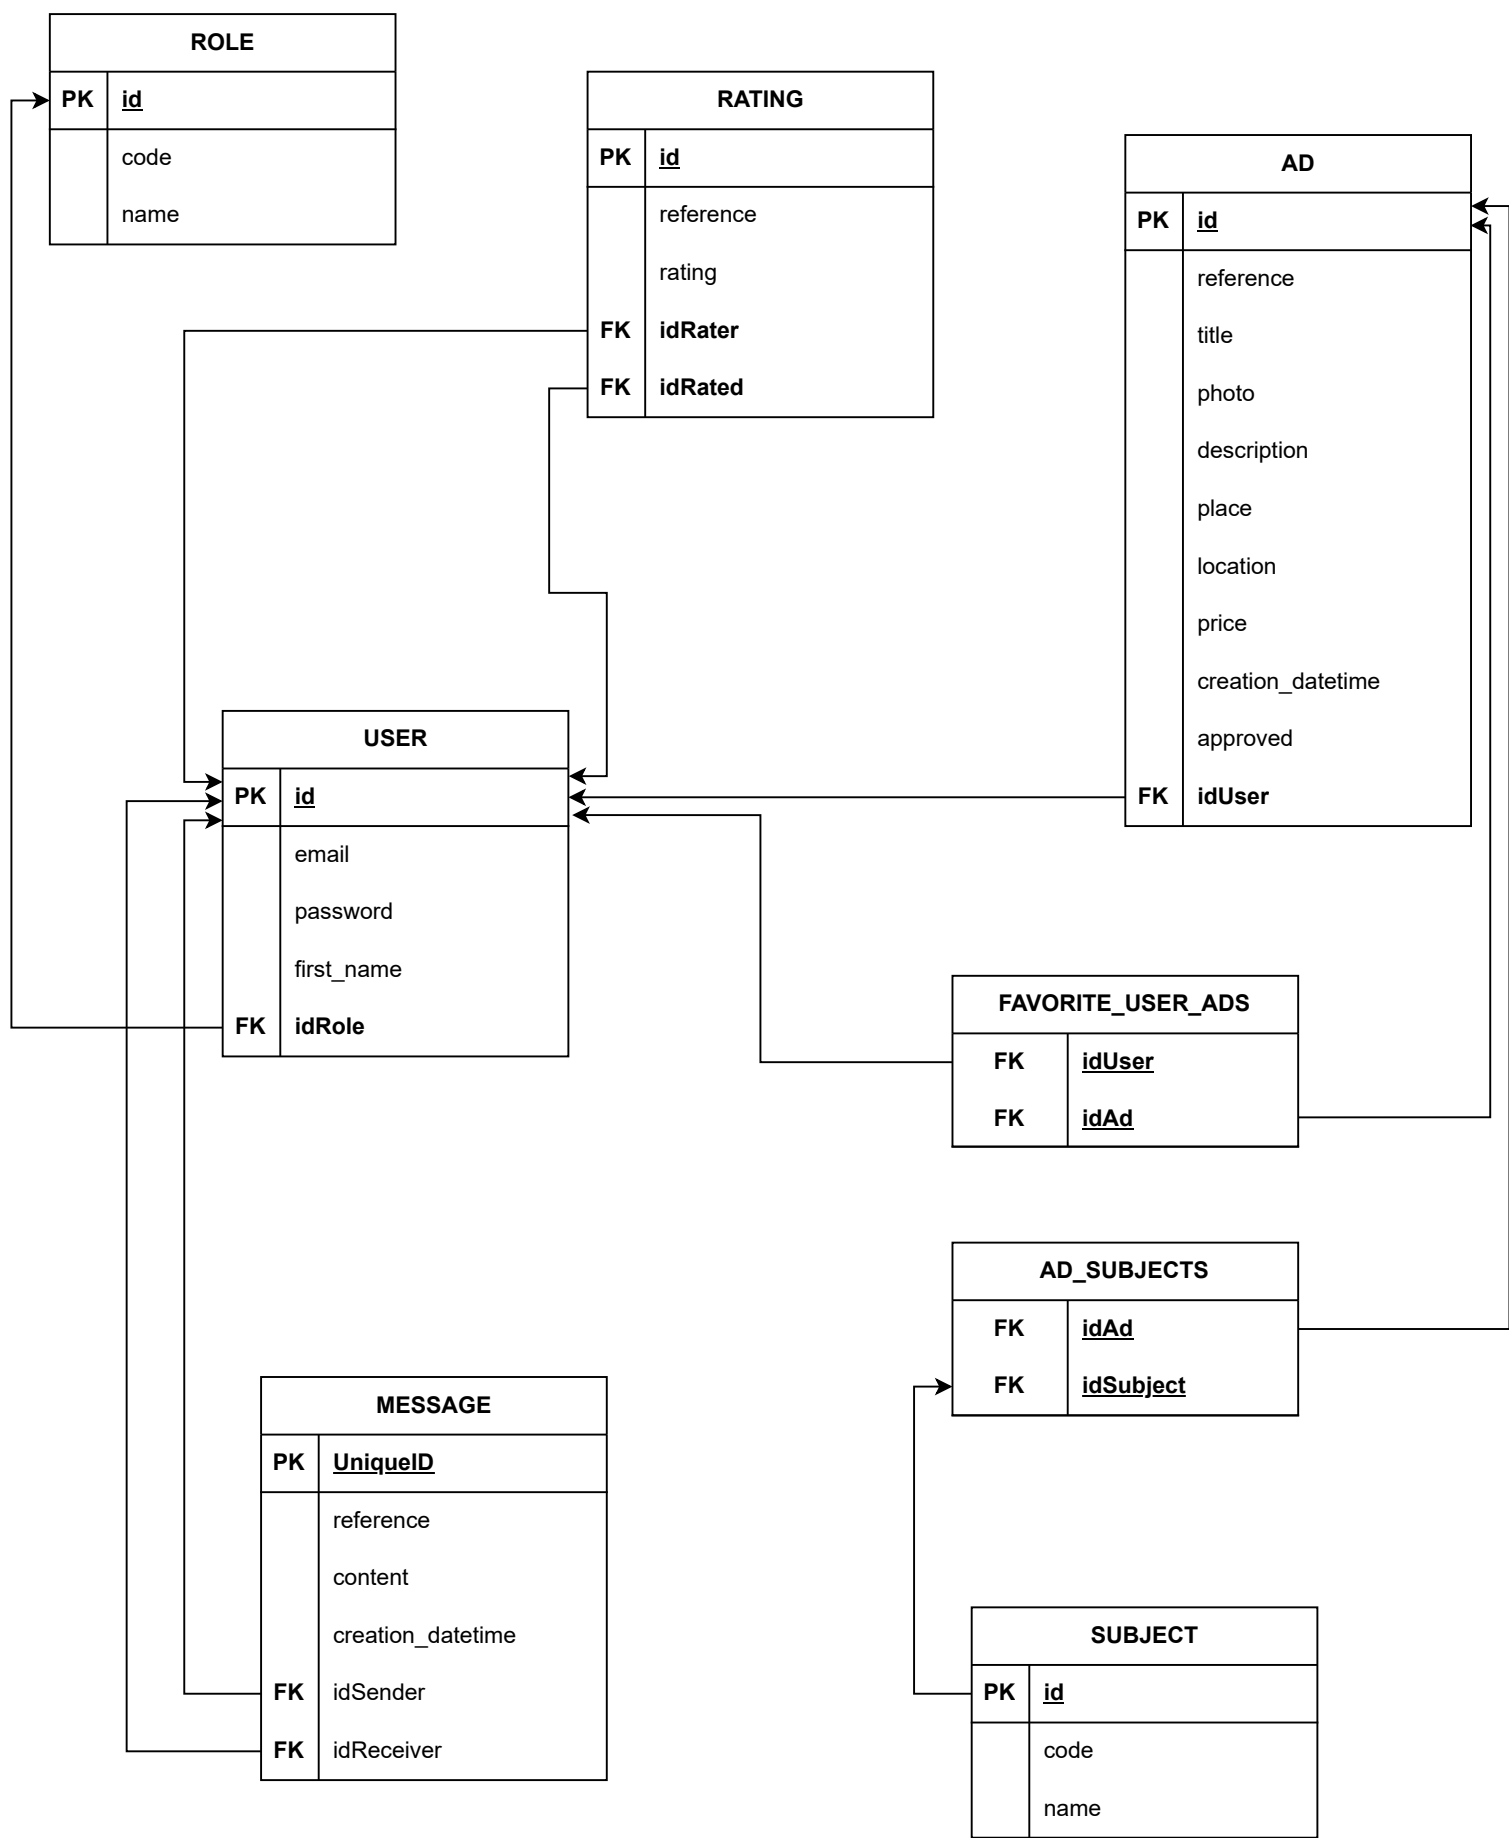 ROLE
PK id
code
name
RATING
PK id
reference
rating
FK idRater
FK idRated
AD
PK id
reference
title
photo
description
place
location
price
creation_datetime
approved
FK idUser
USER
PK id
email
password
first_name
FK idRole
FAVORITE_USER_ADS
FK idUser
FK idAd
AD_SUBJECTS
FK idAd
FK idSubject
MESSAGE
PK UniqueID
reference
content
creation_datetime
FK idSender
FK idReceiver
SUBJECT
PK id
code
name